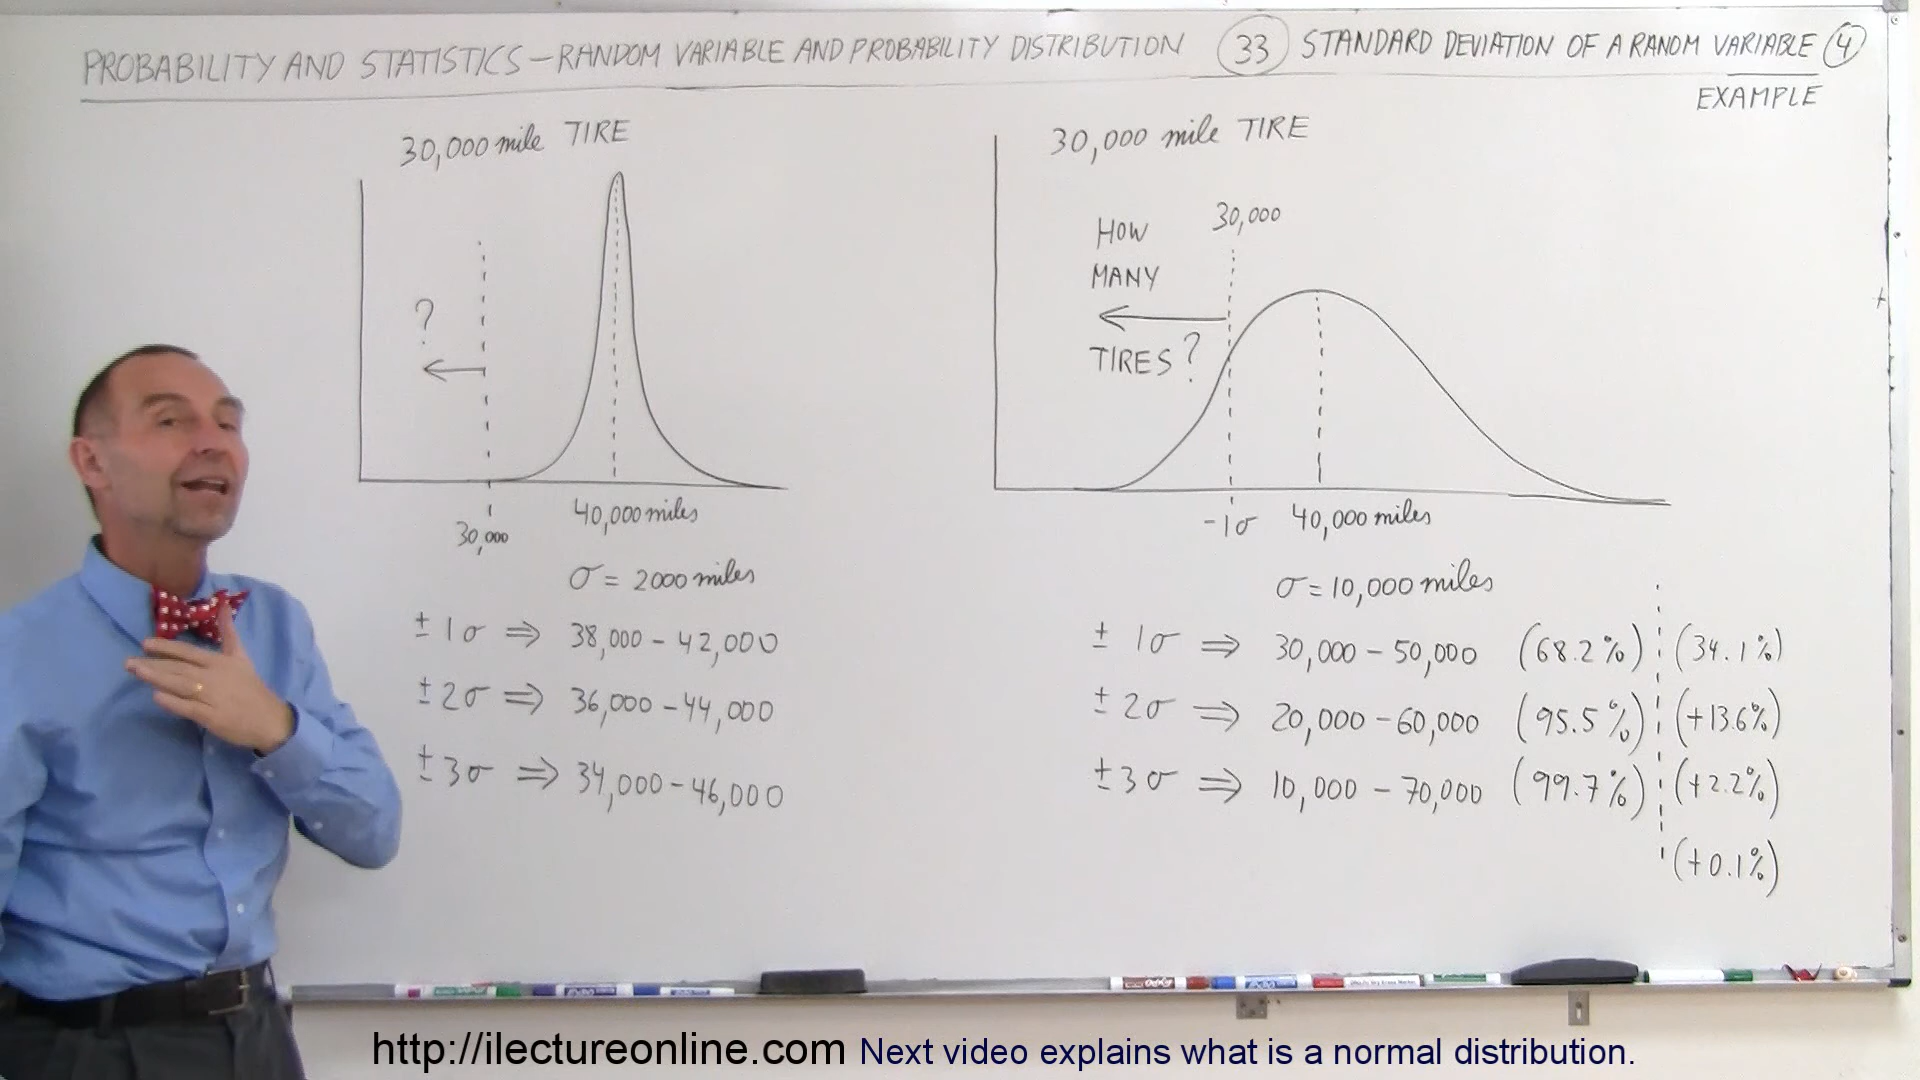 PROBABILITY AND STATISTICS – RANDOM VARIABLE AND PROBABILITY DISTRIBUTION 33 STANDARD DEVIATION OF A RANOM VARIABLE 4
EXAMPLE
30,000 mile TIRE
?
30,000
40,000 miles
σ = 2000 miles
± 1σ ⇒ 38,000 – 42,000
± 2σ ⇒ 36,000 – 44,000
± 3σ ⇒ 34,000 – 46,000
30,000 mile TIRE
30,000
HOW
MANY
TIRES?
-1σ 40,000 miles
σ = 10,000 miles
± 1σ ⇒ 30,000 – 50,000 (68.2%) (34.1%)
± 2σ ⇒ 20,000 – 60,000 (95.5%) (+13.6%)
± 3σ ⇒ 10,000 – 70,000 (99.7%) (+2.2%)
(+0.1%)
http://ilectureonline.com Next video explains what is a normal distribution.